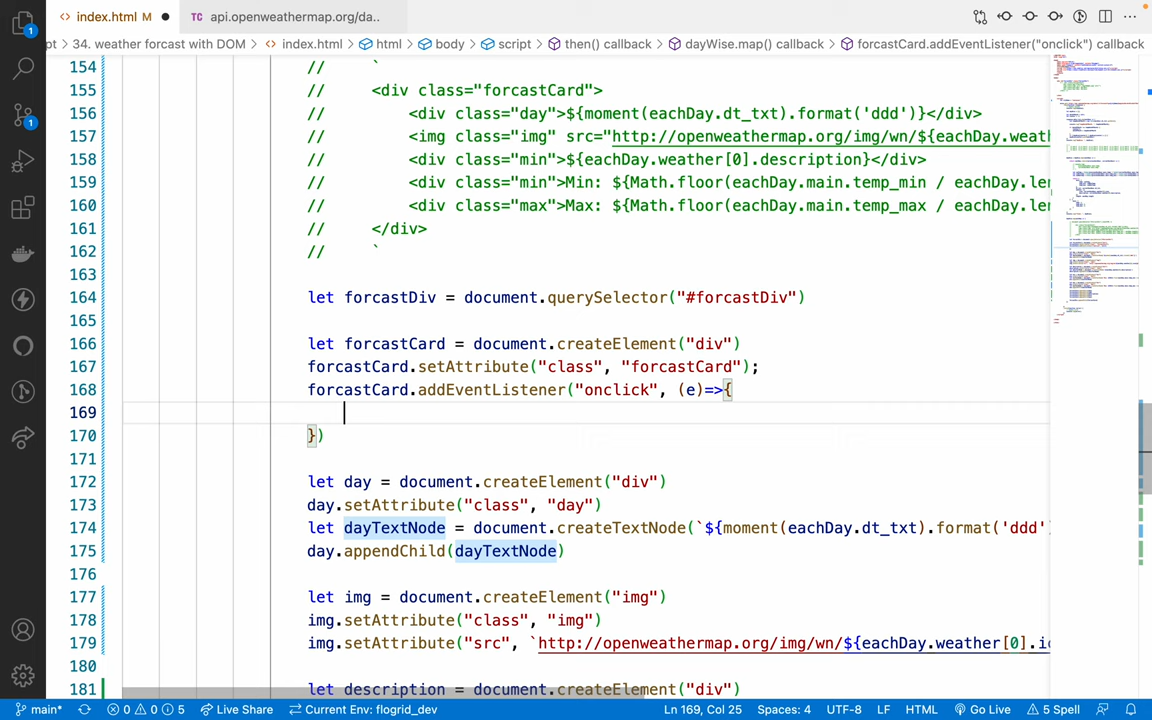 index.html M
TC api.openweathermap.org/da..
pt > 34. weather forcast with DOM > index.html > html > body > script > then() callback > dayWise.map() callback > forcastCard.addEventListener("onclick") callback
154 // `
155 // <div class="forcastCard">
156 // <div class="day">${moment(eachDay.dt_txt).format('ddd')}</div>
157 // <img class="img" src="http://openweathermap.org/img/wn/${eachDay.weat
158 // <div class="min">${eachDay.weather[0].description}</div>
159 // <div class="min">Min: ${Math.floor(eachDay.main.temp_min / eachDay.le
160 // <div class="max">Max: ${Math.floor(eachDay.main.temp_max / eachDay.le
161 // </div>
162 // `
163
164 let forcastDiv = document.querySelector("#forcastDiv")
165
166 let forcastCard = document.createElement("div")
167 forcastCard.setAttribute("class", "forcastCard");
168 forcastCard.addEventListener("onclick", (e)=>{
169
170 })
171
172 let day = document.createElement("div")
173 day.setAttribute("class", "day")
174 let dayTextNode = document.createTextNode(`${moment(eachDay.dt_txt).format('ddd'
175 day.appendChild(dayTextNode)
176
177 let img = document.createElement("img")
178 img.setAttribute("class", "img")
179 img.setAttribute("src", `http://openweathermap.org/img/wn/${eachDay.weather[0].ic
180
181 let description = document.createElement("div")
1
1
main* 0 0 5 Live Share Current Env: flogrid_dev Ln 169, Col 25 Spaces: 4 UTF-8 LF HTML Go Live 5 Spell